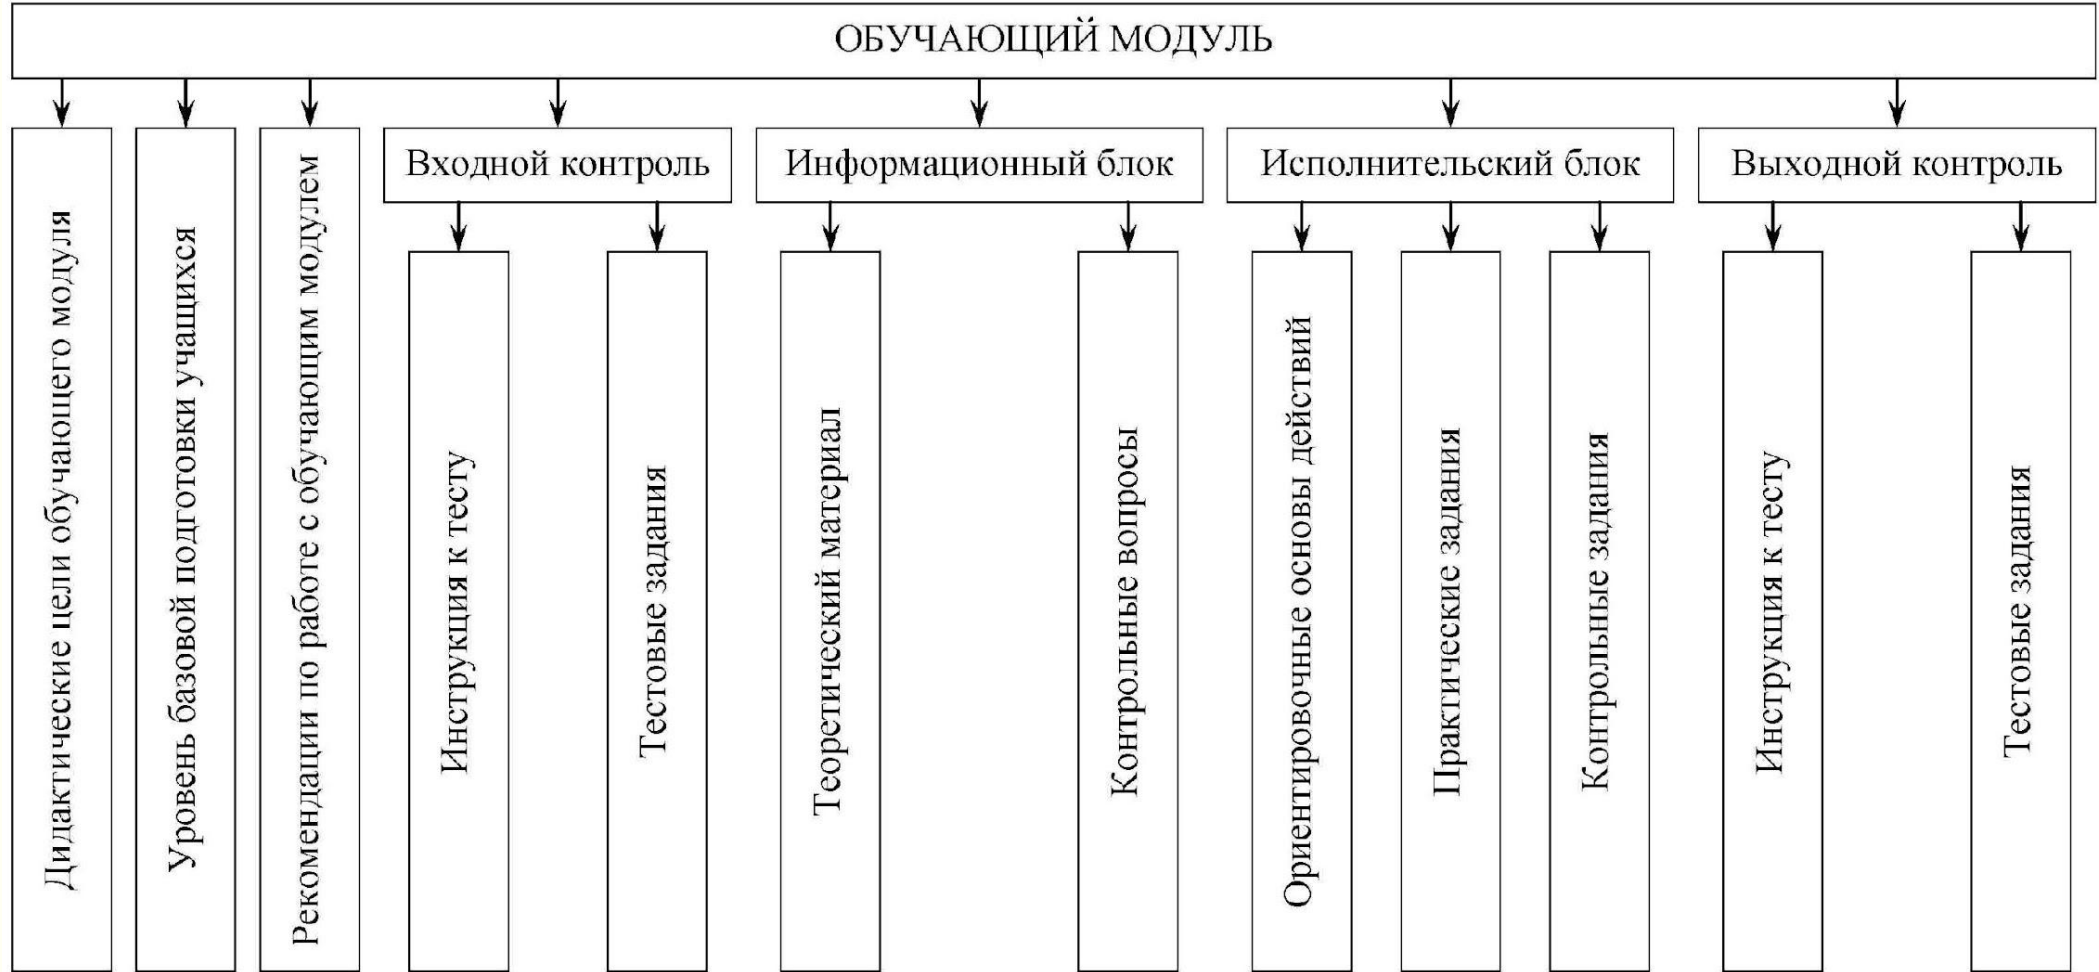 ОБУЧАЮЩИЙ МОДУЛЬ
Дидактические цели обучающего модуля
Уровень базовой подготовки учащихся
Рекомендации по работе с обучающим модулем
Входной контроль
Инструкция к тесту
Тестовые задания
Информационный блок
Теоретический материал
Контрольные вопросы
Исполнительский блок
Ориентировочные основы действий
Практические задания
Контрольные задания
Выходной контроль
Инструкция к тесту
Тестовые задания